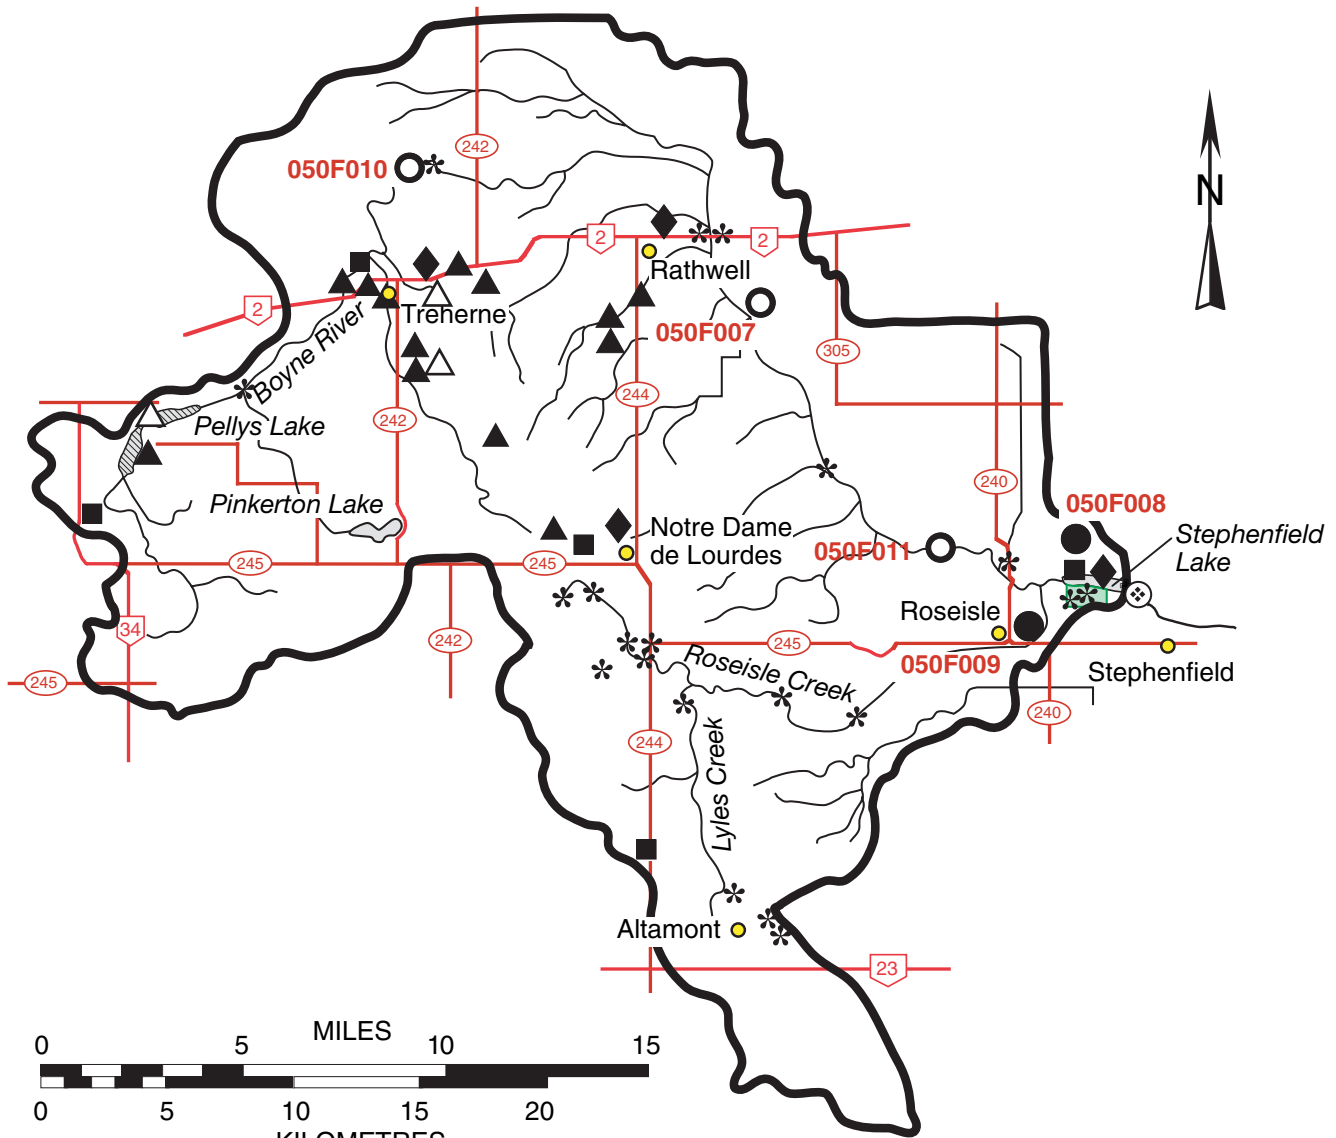 242
050F010
N
2
2
Rathwell
2
Treherne
050F007
Boyne River
305
244
242
Pellys Lake
240
Pinkerton Lake
050F008
Notre Dame
de Lourdes
Stephenfield
Lake
050F011
245
245
Roseisle
34
242
245
Roseisle Creek
050F009
Stephenfield
245
240
244
Lyles Creek
Altamont
23
MILES
0 5 10 15
0 5 10 15 20
KILOMETRES